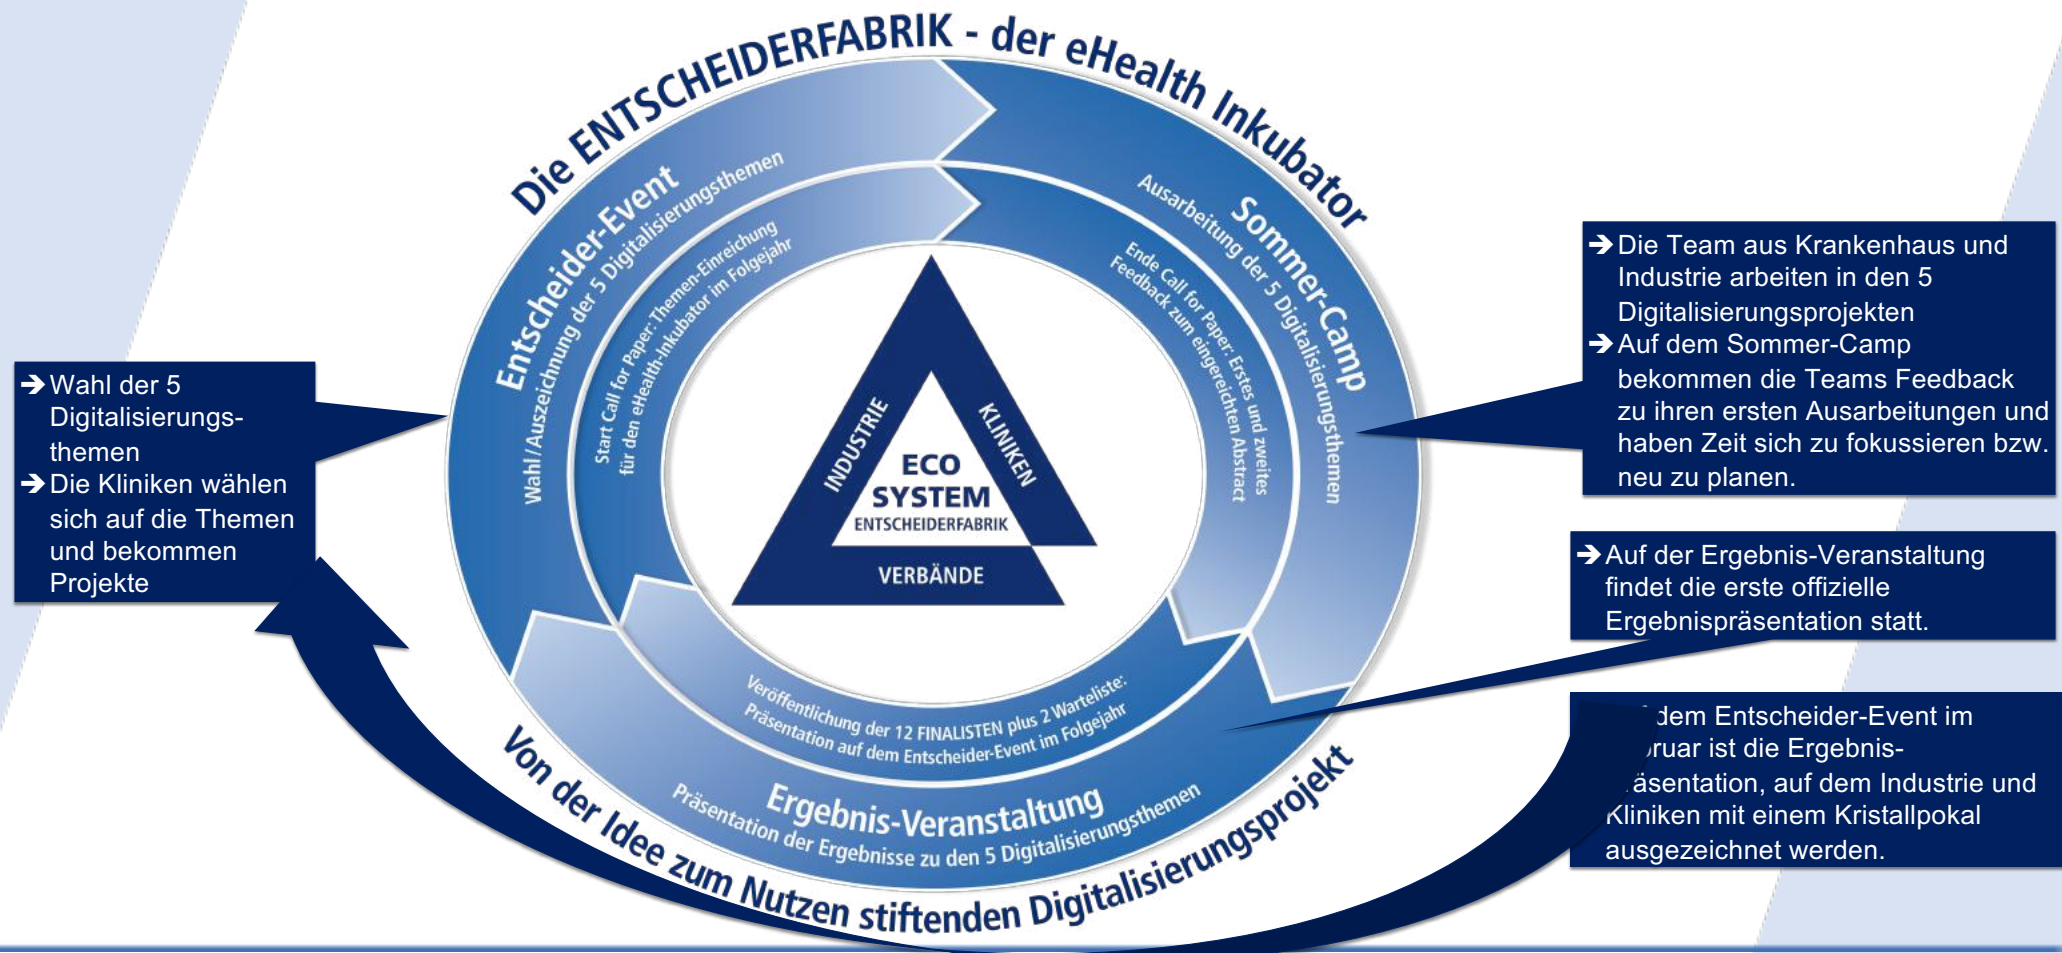 Die ENTSCHEIDERFABRIK - der eHealth Inkubator
Entscheider-Event
Wahl/Auszeichnung der 5 Digitalisierungsthemen
Start Call for Paper: Themen-Einreichung
für den eHealth-Inkubator im Folgejahr
Sommer-Camp
Ausarbeitung der 5 Digitalisierungsthemen
Ende Call for Paper: Erstes und zweites
Feedback zum eingereichten Abstract
INDUSTRIE
KLINIKEN
ECO
SYSTEM
ENTSCHEIDERFABRIK
VERBÄNDE
Veröffentlichung der 12 FINALISTEN plus 2 Warteliste:
Präsentation auf dem Entscheider-Event im Folgejahr
Ergebnis-Veranstaltung
Präsentation der Ergebnisse zu den 5 Digitalisierungsthemen
Von der Idee zum Nutzen stiftenden Digitalisierungsprojekt
➔ Wahl der 5
Digitalisierungs-
themen
➔ Die Kliniken wählen
sich auf die Themen
und bekommen
Projekte
➔ Die Team aus Krankenhaus und
Industrie arbeiten in den 5
Digitalisierungsprojekten
➔ Auf dem Sommer-Camp
bekommen die Teams Feedback
zu ihren ersten Ausarbeitungen und
haben Zeit sich zu fokussieren bzw.
neu zu planen.
➔ Auf der Ergebnis-Veranstaltung
findet die erste offizielle
Ergebnispräsentation statt.
dem Entscheider-Event im
ist die Ergebnis-
auf dem Industrie und
Kliniken mit einem Kristallpokal
ausgezeichnet werden.